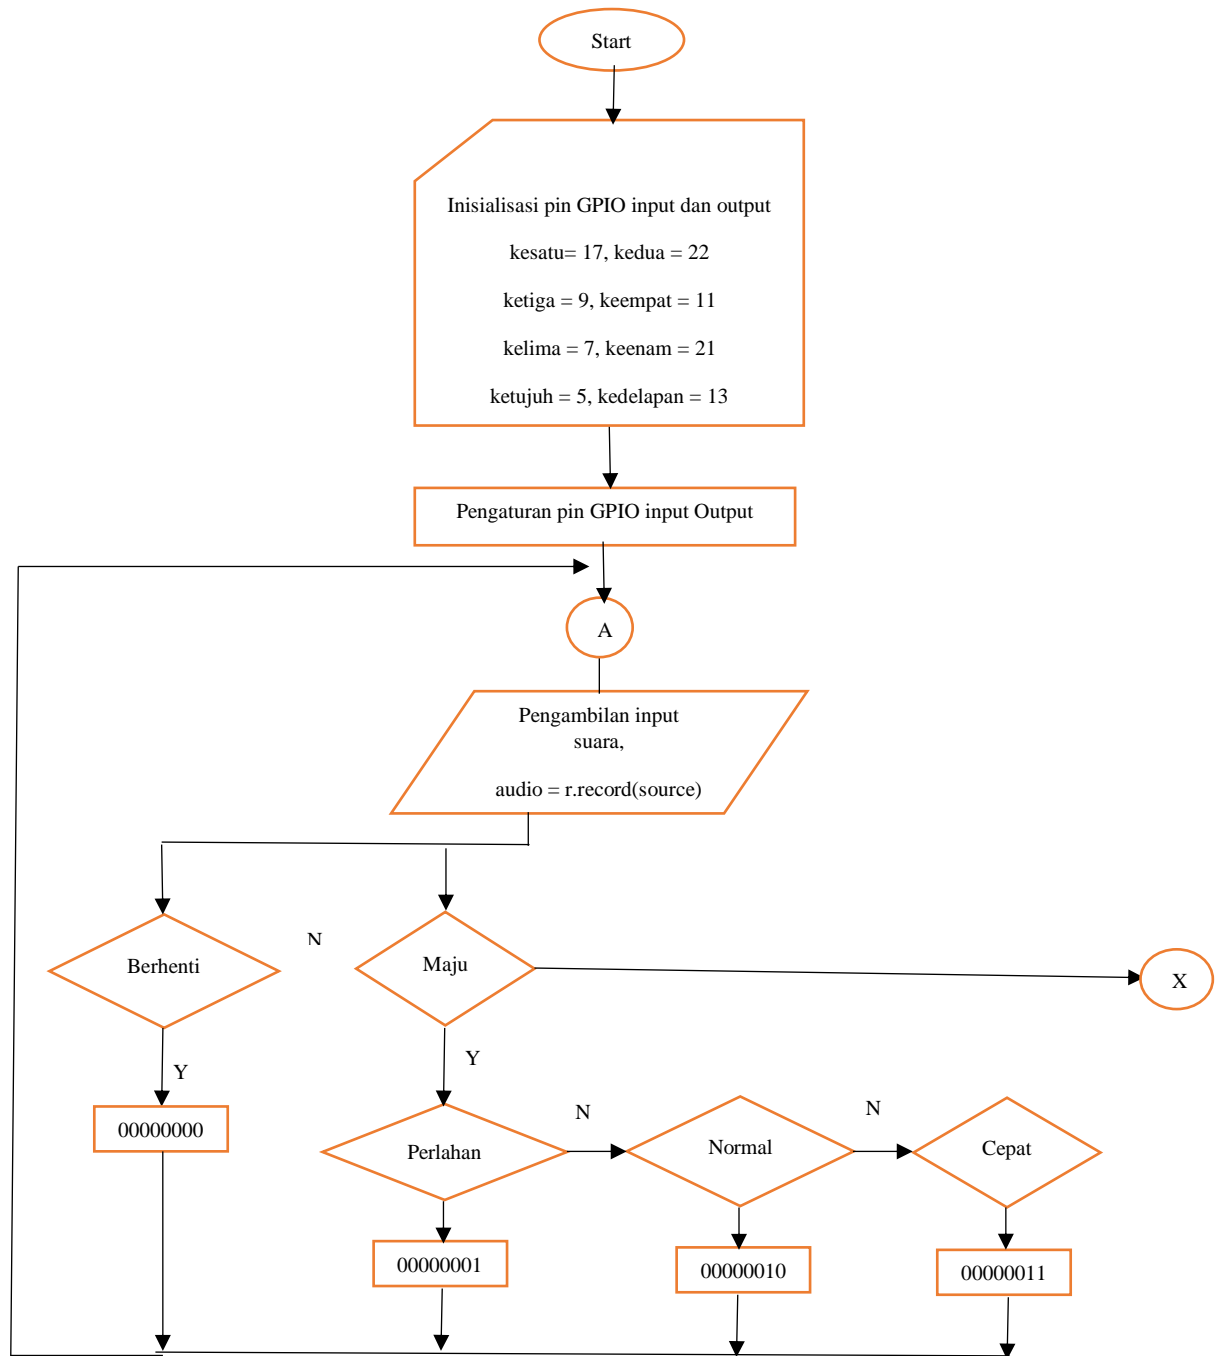 Start
Inisialisasi pin GPIO input dan output
kesatu= 17, kedua = 22
ketiga = 9, keempat = 11
kelima = 7, keenam = 21
ketujuh = 5, kedelapan = 13
Pengaturan pin GPIO input Output
A
Pengambilan input
suara,
audio = r.record(source)
Berhenti
N
Maju
X
Y
Y
00000000
Perlahan
N
Normal
N
Cepat
00000001
00000010
00000011